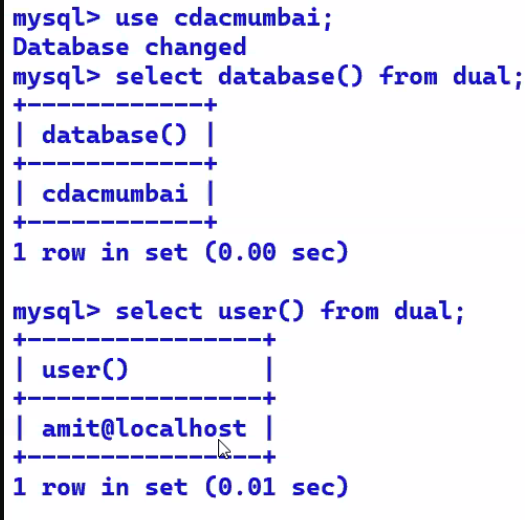 mysql> use cdacmumbai;
Database changed
mysql> select database() from dual;
+------------+
| database() |
+------------+
| cdacmumbai |
+------------+
1 row in set (0.00 sec)
mysql> select user() from dual;
+----------------+
| user()         |
+----------------+
| amit@localhost |
+----------------+
1 row in set (0.01 sec)